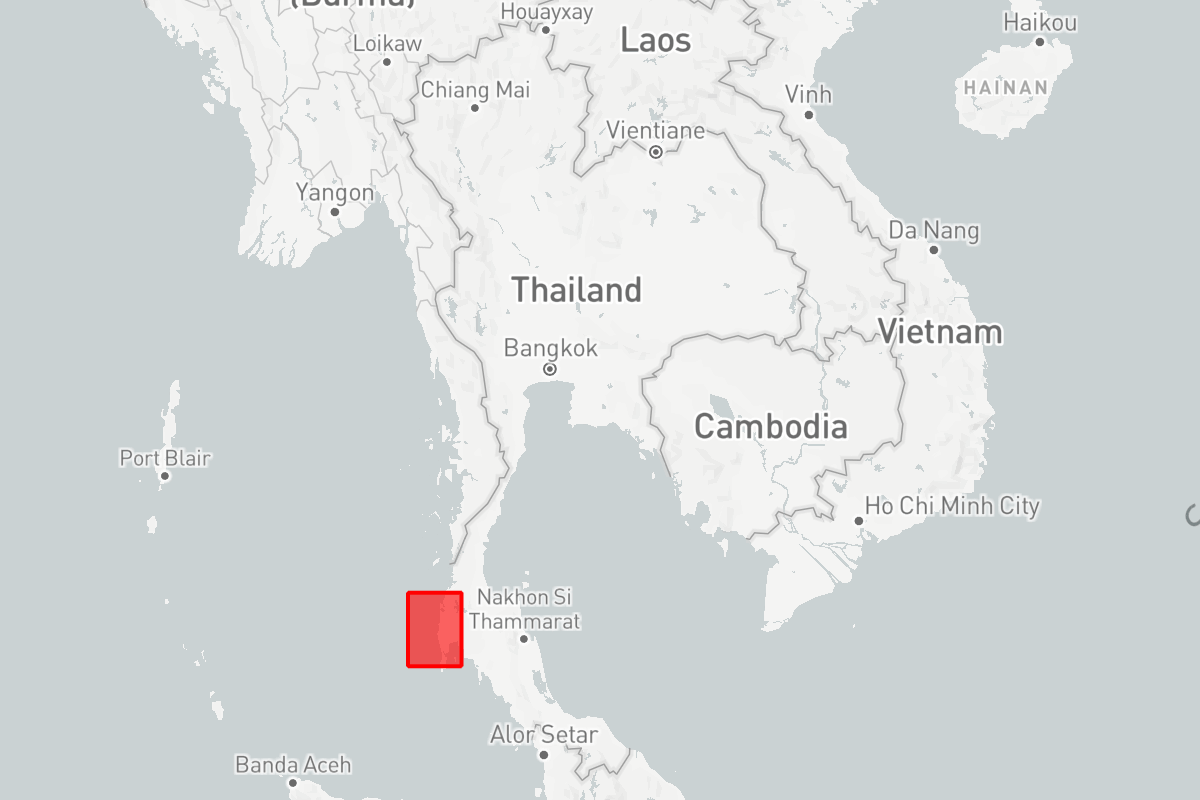 (Burma)
Houayxay
Haikou
Loikaw
Laos
Chiang Mai
HAINAN
Vinh
Vientiane
Yangon
Da Nang
Thailand
Vietnam
Bangkok
Cambodia
Port Blair
Ho Chi Minh City
Nakhon Si
Thammarat
Alor Setar
Banda Aceh